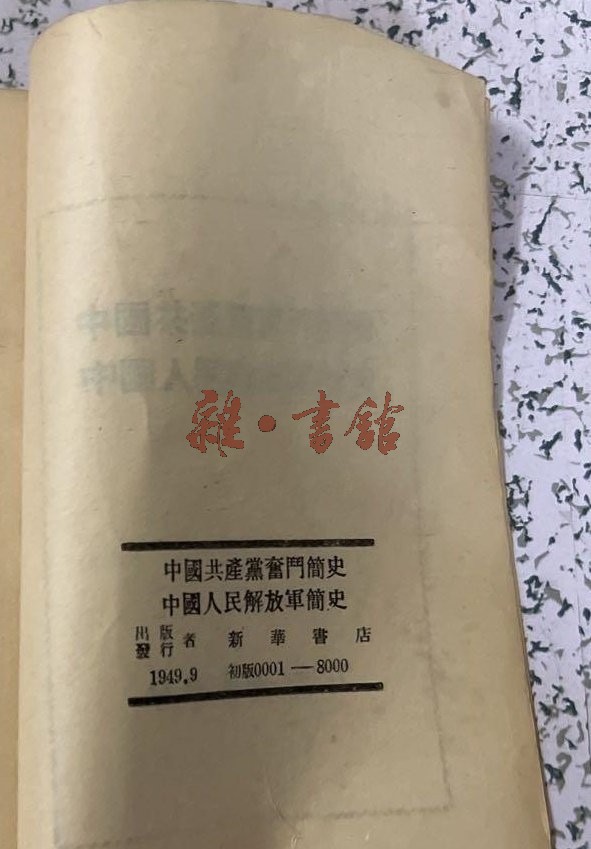 雜·書館
中國共產黨奮鬥簡史
中國人民解放軍簡史
出版發行者 新華書店
1949.9 初版0001—8000